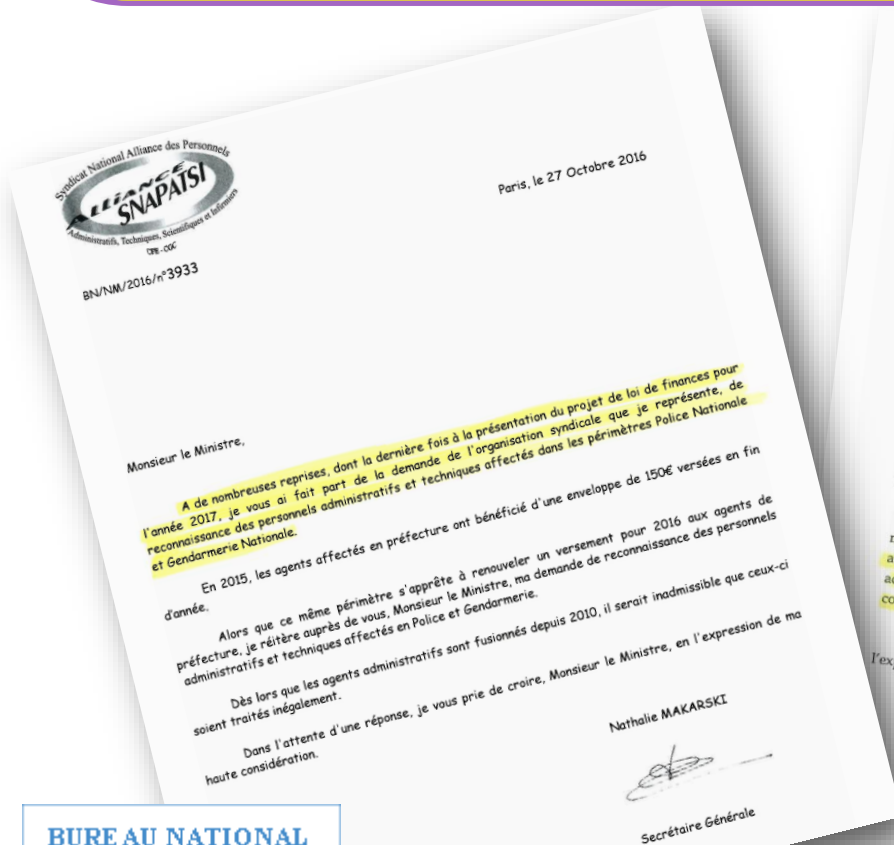 Syndicat National Alliance des Personnels
ALLiANCE
SNAPATSI
Administratifs, Techniques, Scientifiques et Infirmiers
CFE-CGC
Paris, le 27 Octobre 2016
BN/NM/2016/n°3933
Monsieur le Ministre,
A de nombreuses reprises, dont la dernière fois à la présentation du projet de loi de finances pour
l'année 2017, je vous ai fait part de la demande de l'organisation syndicale que je représente, de
reconnaissance des personnels administratifs et techniques affectés dans les périmètres Police Nationale
et Gendarmerie Nationale.
En 2015, les agents affectés en préfecture ont bénéficié d'une enveloppe de 150€ versées en fin
d'année.
Alors que ce même périmètre s'apprête à renouveler un versement pour 2016 aux agents de
préfecture, je réitère auprès de vous, Monsieur le Ministre, ma demande de reconnaissance des personnels
administratifs et techniques affectés en Police et Gendarmerie.
Dès lors que les agents administratifs sont fusionnés depuis 2010, il serait inadmissible que ceux-ci
soient traités inégalement.
Dans l'attente d'une réponse, je vous prie de croire, Monsieur le Ministre, en l'expression de ma
haute considération.
Nathalie MAKARSKI
Secrétaire Générale
BUREAU NATIONAL